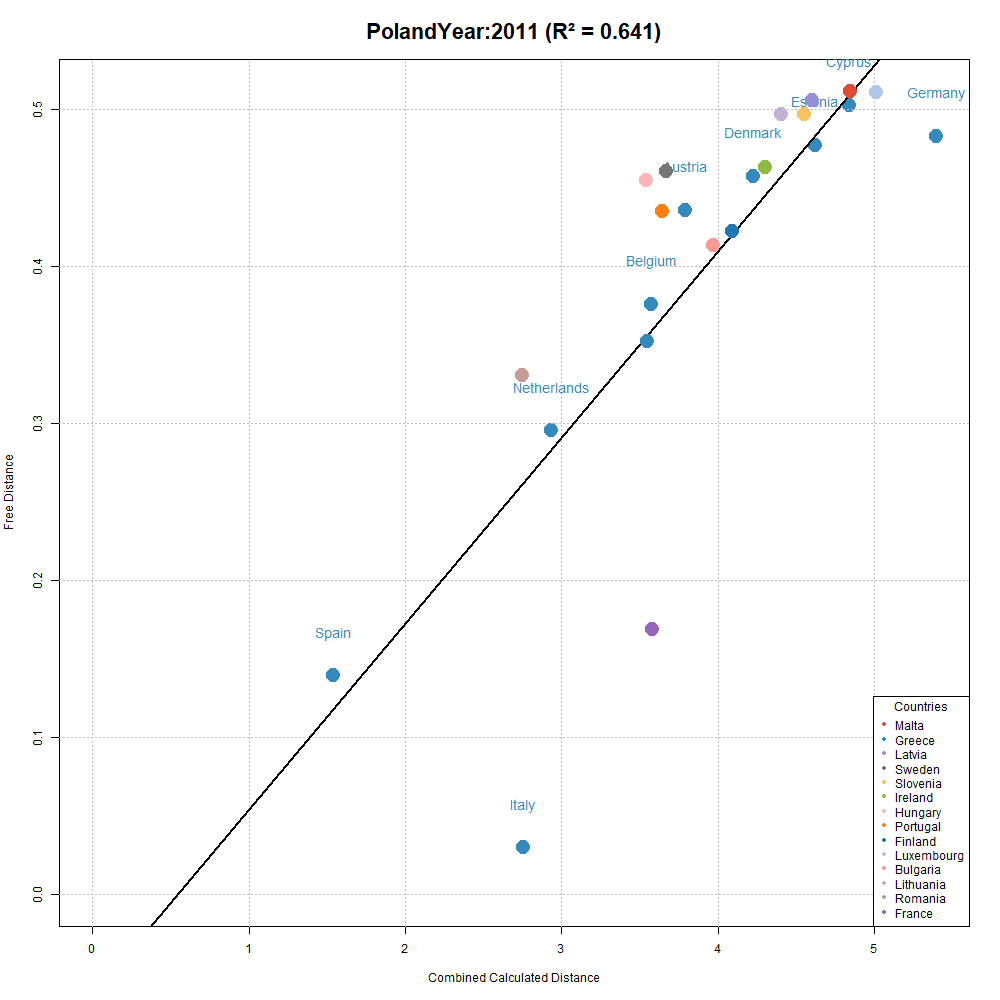 PolandYear:2011 (R² = 0.641)
Cyprus
Germany
Estonia
Denmark
Austria
Belgium
Netherlands
Spain
Italy
Free Distance
0.5
0.4
0.3
0.2
0.1
0.0
0 1 2 3 4 5
Combined Calculated Distance
Countries
Malta
Greece
Latvia
Sweden
Slovenia
Ireland
Hungary
Portugal
Finland
Luxembourg
Bulgaria
Lithuania
Romania
France